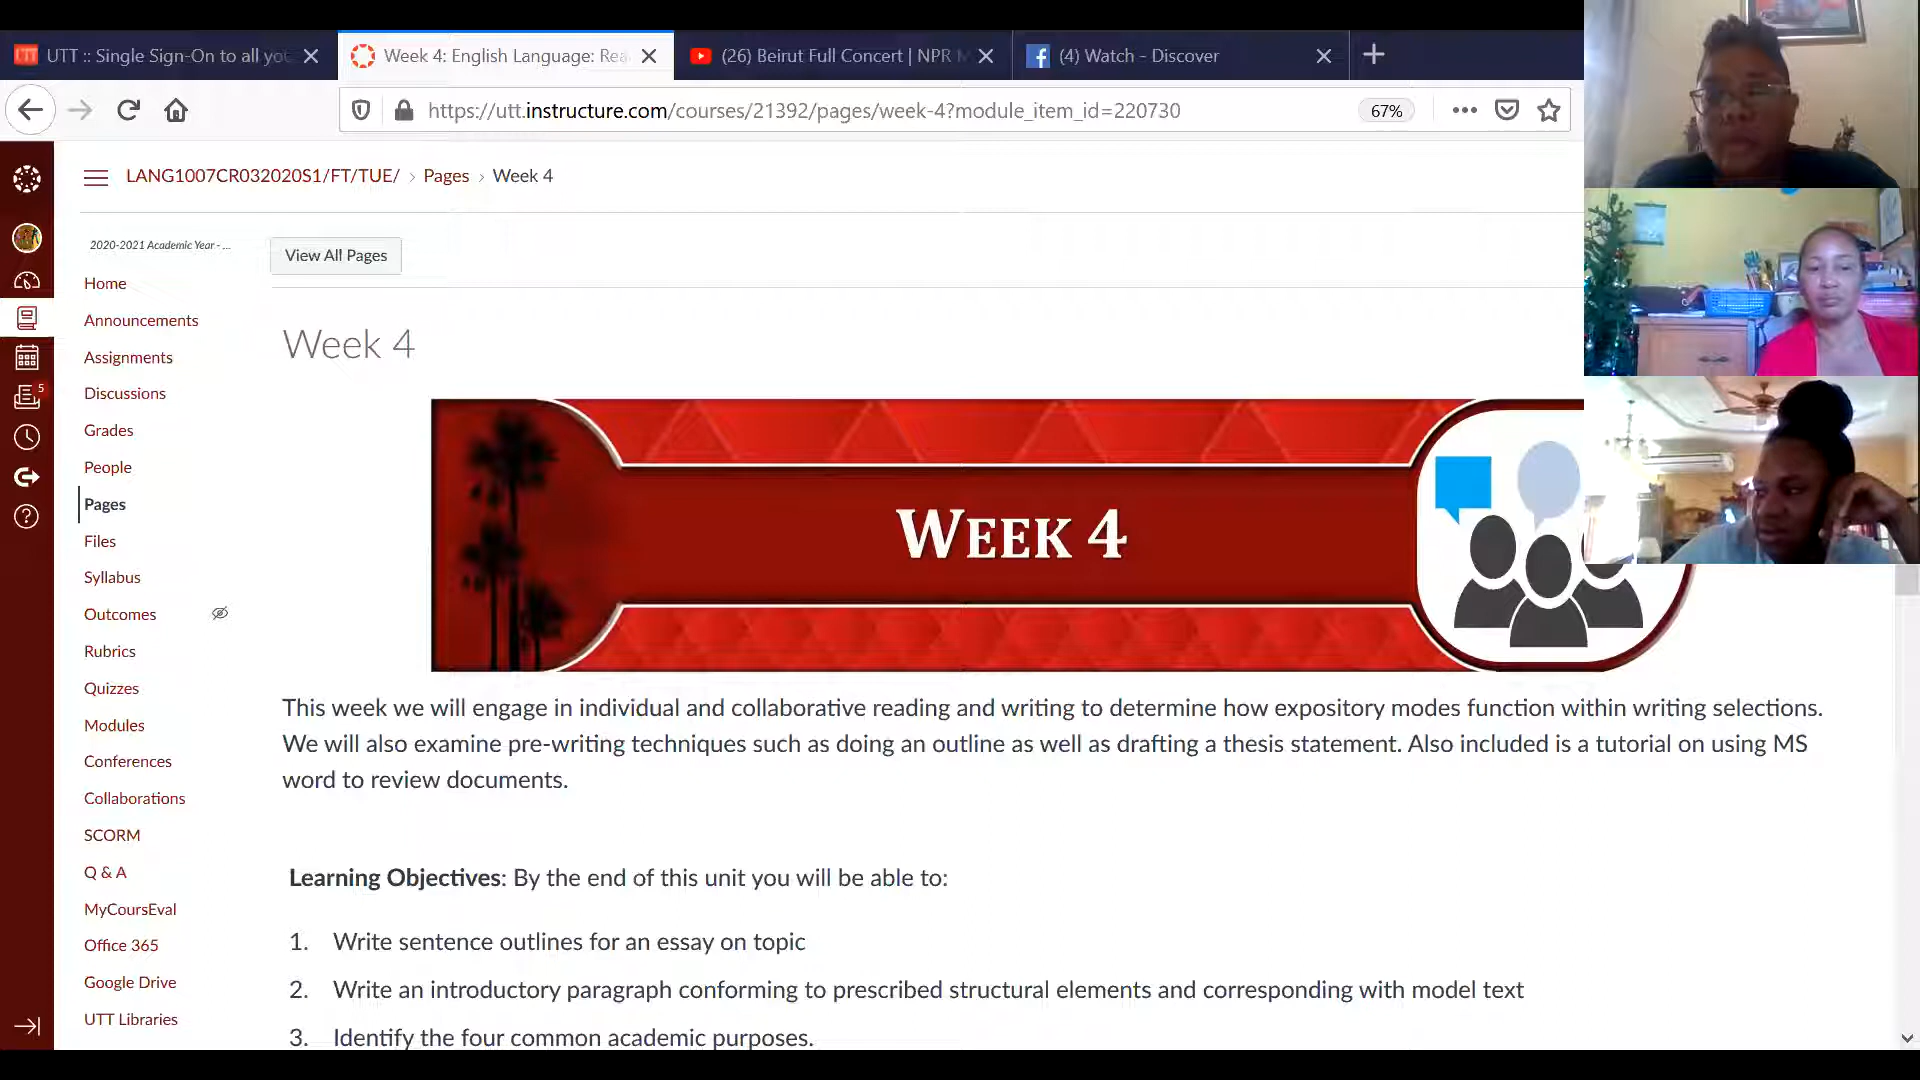 UTT :: Single Sign-On to all yo
Week 4: English Language: Rea
(26) Beirut Full Concert | NPR M
(4) Watch - Discover
https://utt.instructure.com/courses/21392/pages/week-4?module_item_id=220730
67%
LANG1007CR032020S1/FT/TUE/ › Pages › Week 4
2020-2021 Academic Year - ...
View All Pages
Home
Announcements
Assignments
Discussions
Grades
People
Pages
Files
Syllabus
Outcomes
Rubrics
Quizzes
Modules
Conferences
Collaborations
SCORM
Q & A
MyCoursEval
Office 365
Google Drive
UTT Libraries
5
Week 4
WEEK 4
This week we will engage in individual and collaborative reading and writing to determine how expository modes function within writing selections.
We will also examine pre-writing techniques such as doing an outline as well as drafting a thesis statement. Also included is a tutorial on using MS
word to review documents.
Learning Objectives: By the end of this unit you will be able to:
1. Write sentence outlines for an essay on topic
2. Write an introductory paragraph conforming to prescribed structural elements and corresponding with model text
3. Identify the four common academic purposes.